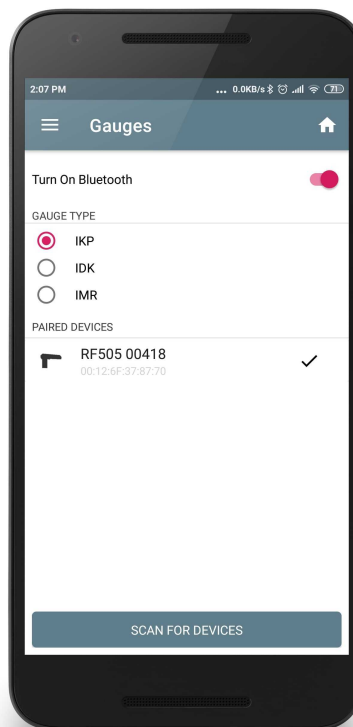 2:07 PM ... 0.0KB/s 71
Gauges
Turn On Bluetooth
GAUGE TYPE
IKP
IDK
IMR
PAIRED DEVICES
RF505 00418
00:12:6F:37:87:70
SCAN FOR DEVICES